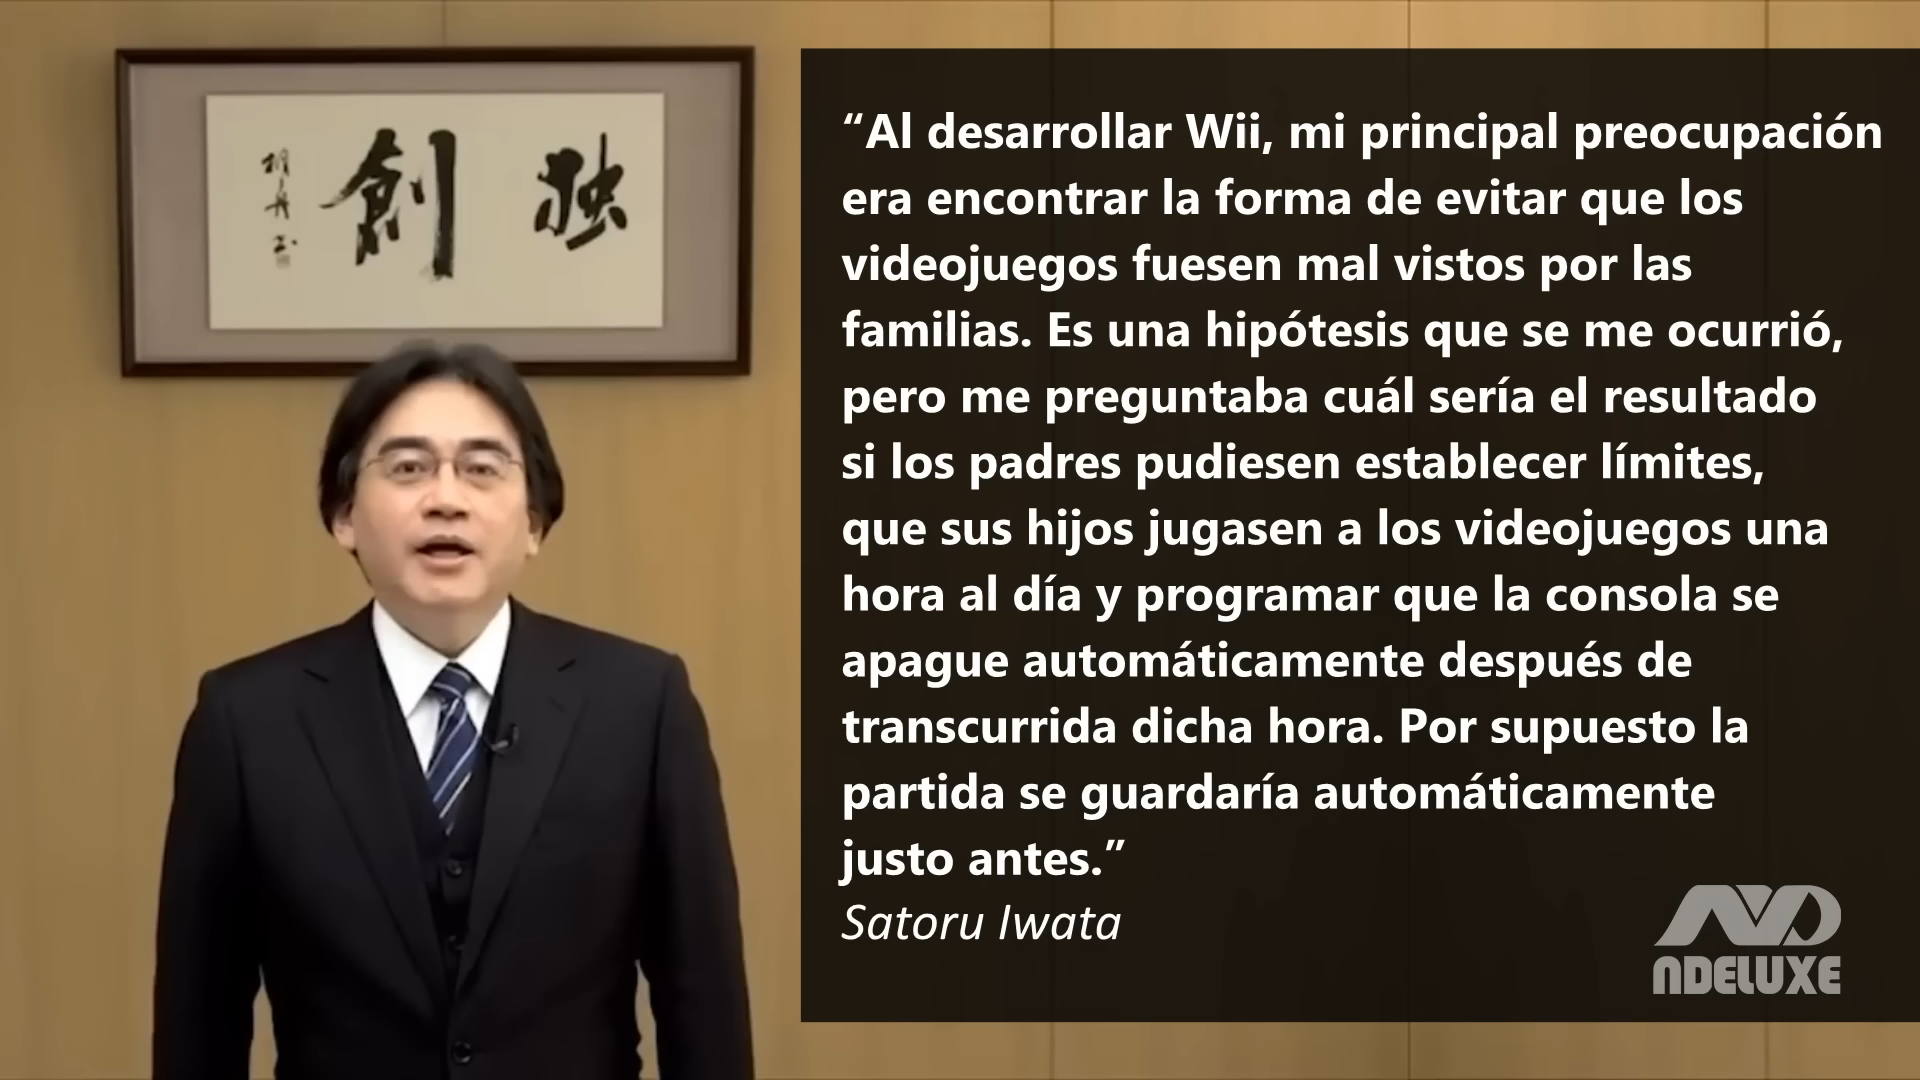 独創
“Al desarrollar Wii, mi principal preocupación
era encontrar la forma de evitar que los
videojuegos fuesen mal vistos por las
familias. Es una hipótesis que se me ocurrió,
pero me preguntaba cuál sería el resultado
si los padres pudiesen establecer límites,
que sus hijos jugasen a los videojuegos una
hora al día y programar que la consola se
apague automáticamente después de
transcurrida dicha hora. Por supuesto la
partida se guardaría automáticamente
justo antes.”
Satoru Iwata
NDELUXE